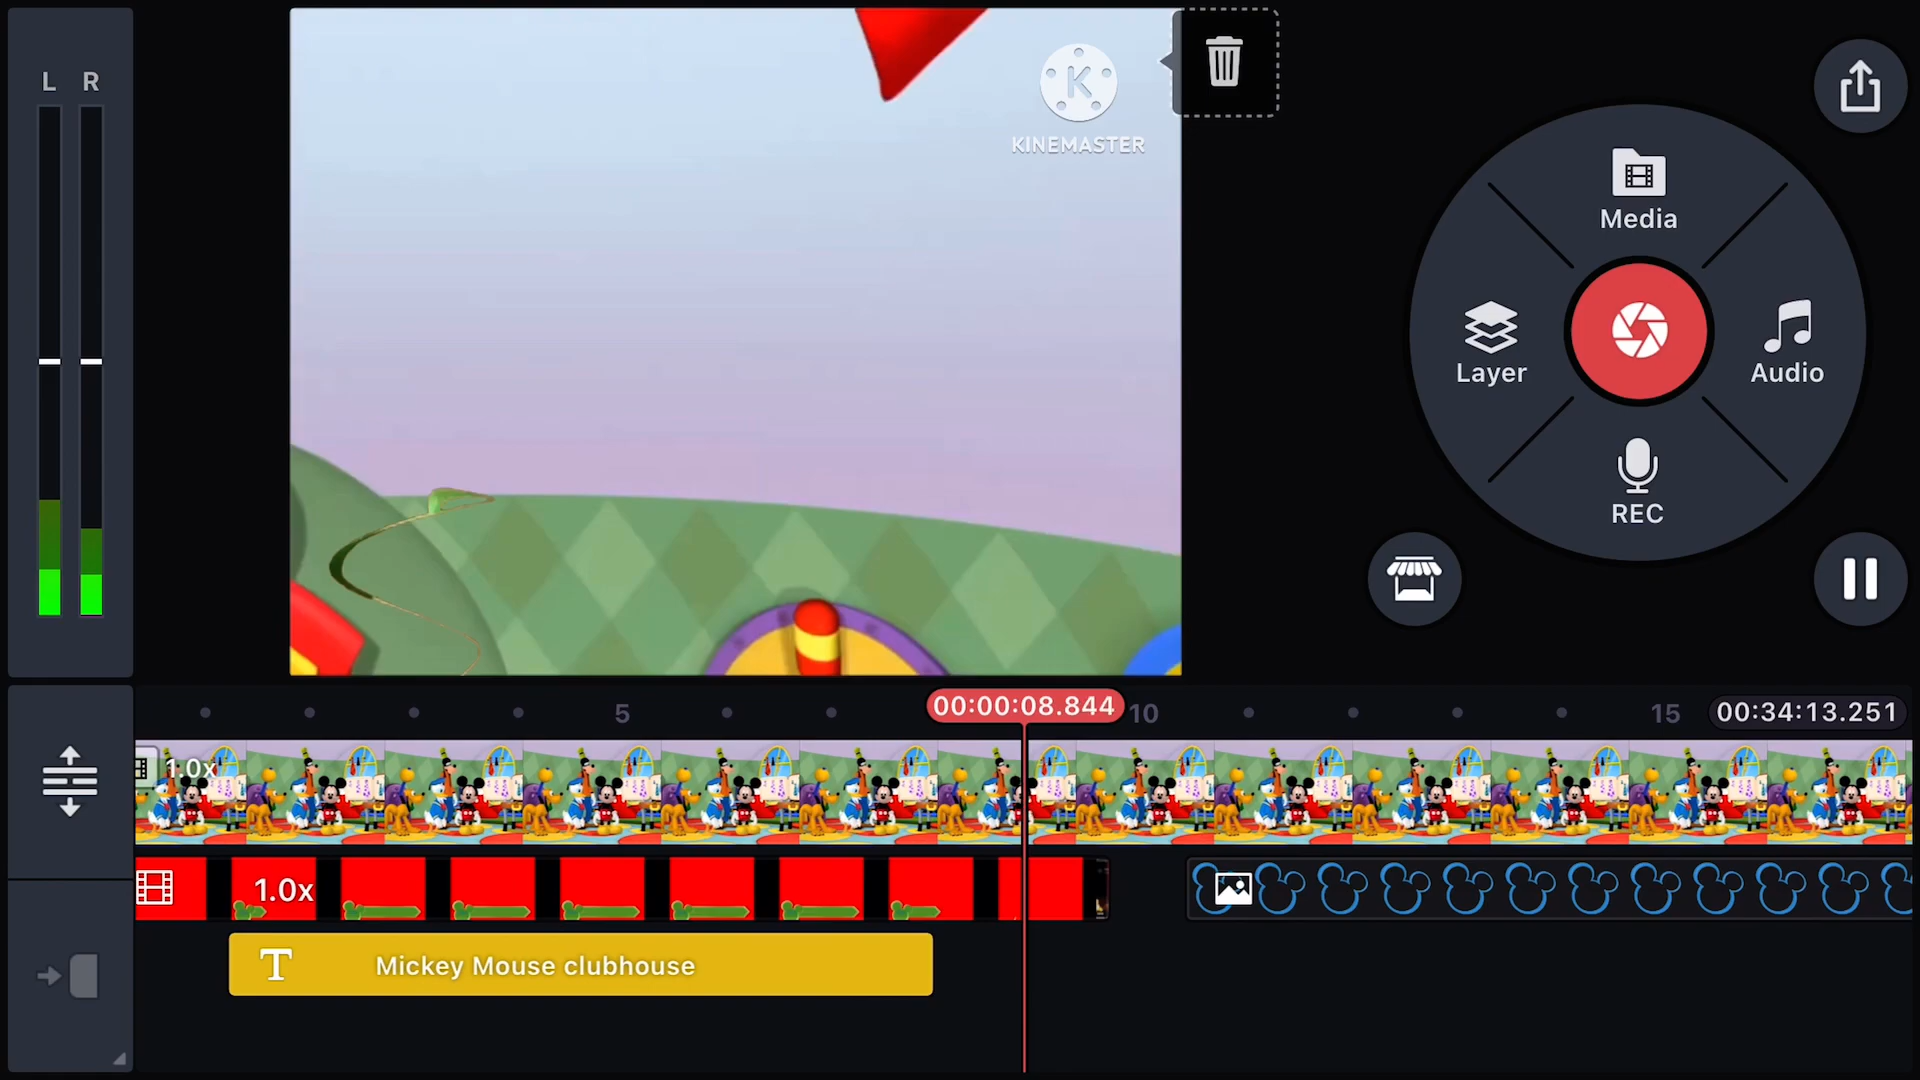 L R
K
KINEMASTER
Media
Layer
Audio
REC
5
00:00:08.844
10
15
00:34:13.251
1.0x
1.0x
T Mickey Mouse clubhouse